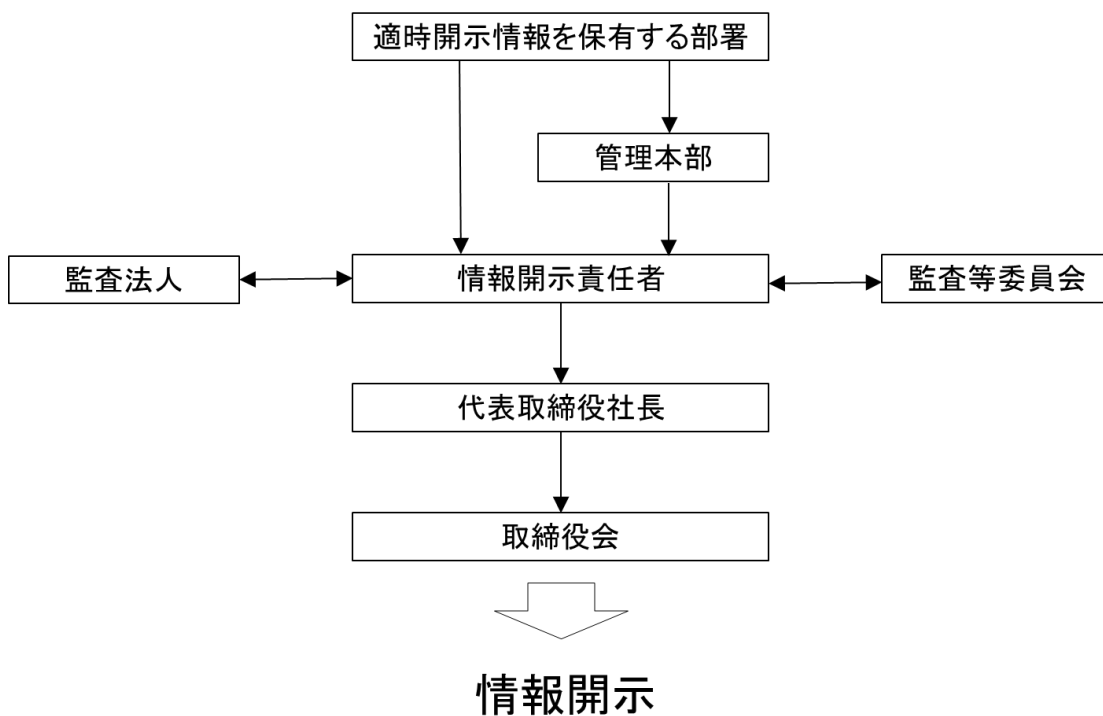 適時開示情報を保有する部署
管理本部
監査法人
情報開示責任者
監査等委員会
代表取締役社長
取締役会
情報開示